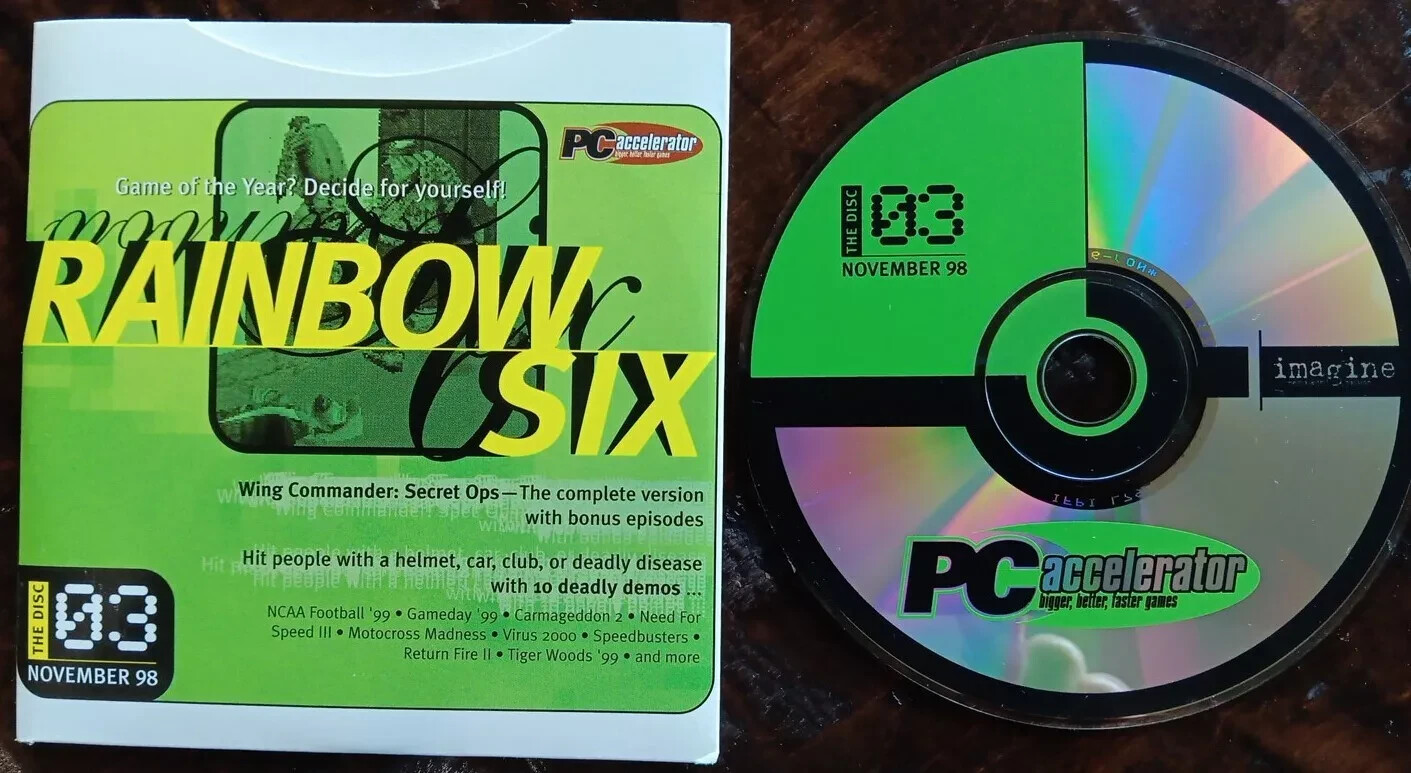 PC accelerator
bigger, better, faster games
Game of the Year? Decide for yourself!
RAINBOW
SIX
Wing Commander: Secret Ops—The complete version
with bonus episodes
Hit people with a helmet, car, club, or deadly disease
with 10 deadly demos ...
NCAA Football '99 • Gameday '99 • Carmageddon 2 • Need For
Speed III • Motocross Madness • Virus 2000 • Speedbusters •
Return Fire II • Tiger Woods '99 • and more
THE DISC
03
NOVEMBER 98
THE DISC
03
NOVEMBER 98
imagine
PC accelerator
bigger, better, faster games